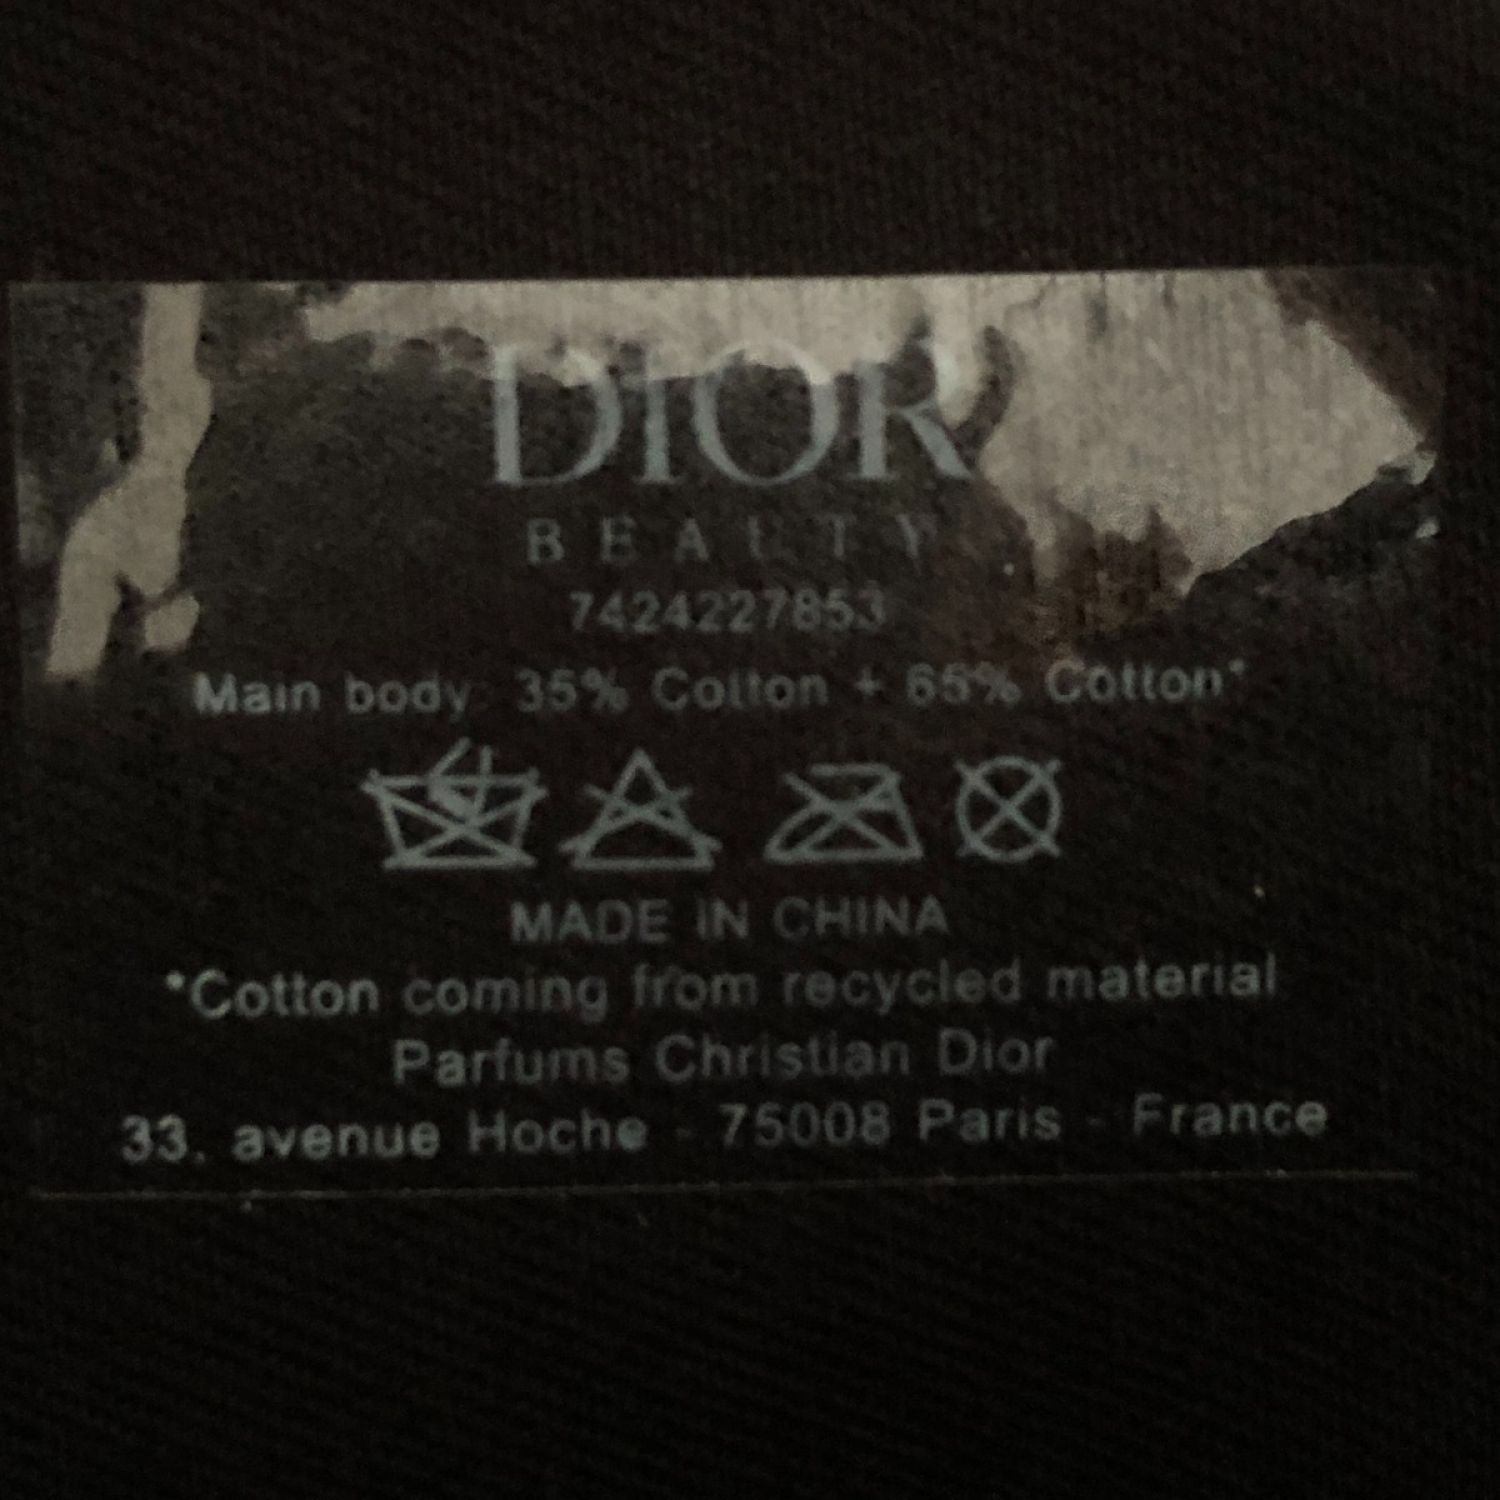 DIOR
BEAUTY
7424227853
Main body: 35% Cotton + 65% Cotton*
MADE IN CHINA
*Cotton coming from recycled material
Parfums Christian Dior
33, avenue Hoche - 75008 Paris - France